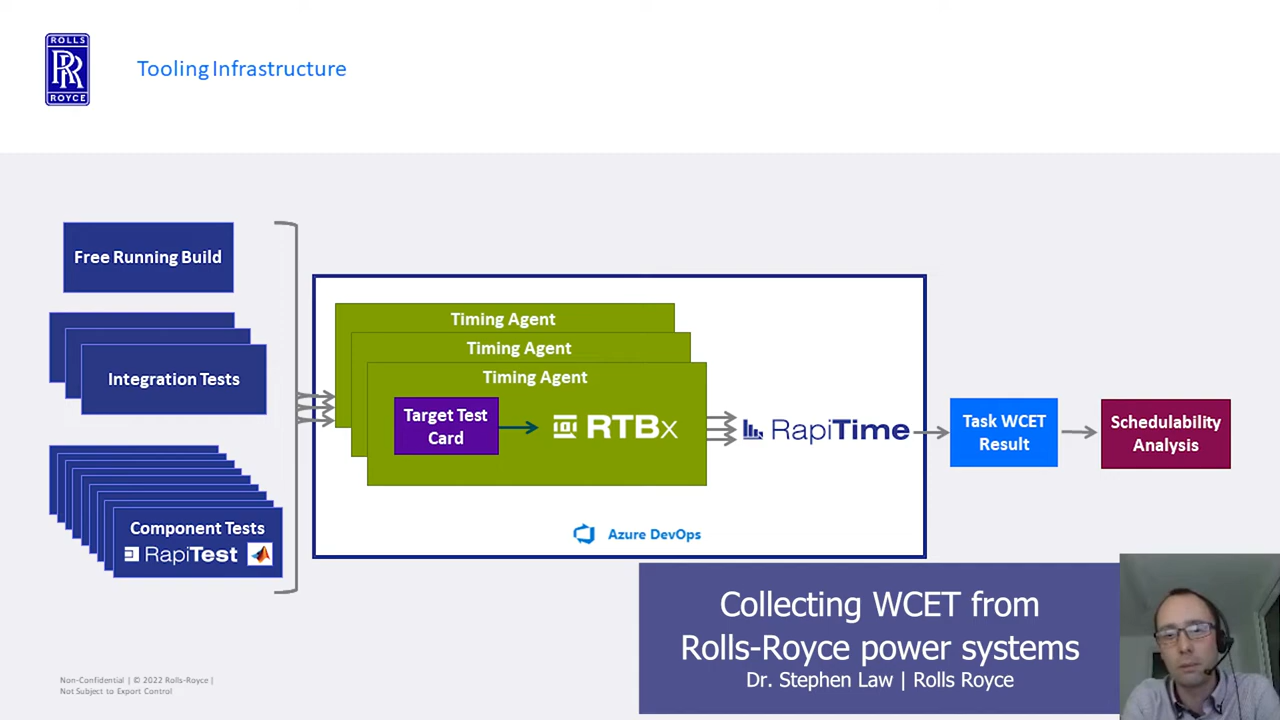 ROLLS
RR
ROYCE
Tooling Infrastructure
Free Running Build
Integration Tests
Component Tests
RapiTest
Timing Agent
Timing Agent
Timing Agent
Target Test
Card
RTBx
RapiTime
Azure DevOps
Task WCET
Result
Schedulability
Analysis
Collecting WCET from
Rolls-Royce power systems
Dr. Stephen Law | Rolls Royce
Non-Confidential | © 2022 Rolls-Royce |
Not Subject to Export Control